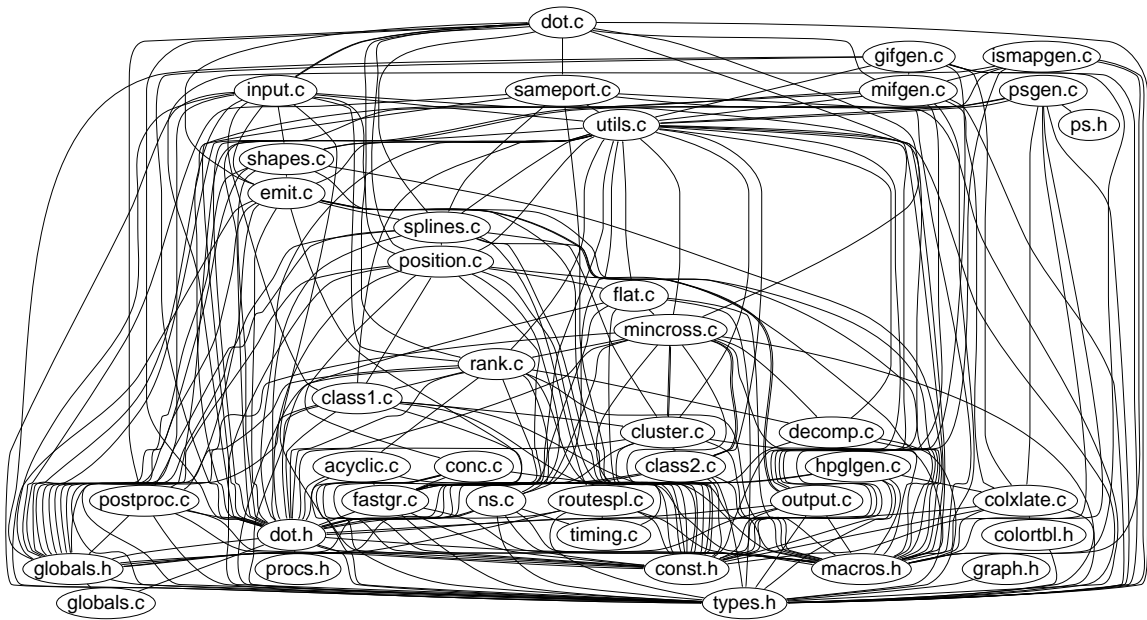 dot.c
gifgen.c
ismapgen.c
input.c
sameport.c
mifgen.c
psgen.c
utils.c
ps.h
shapes.c
emit.c
splines.c
position.c
flat.c
mincross.c
rank.c
class1.c
cluster.c
decomp.c
acyclic.c
conc.c
class2.c
hpglgen.c
postproc.c
fastgr.c
ns.c
routespl.c
output.c
colxlate.c
dot.h
timing.c
colortbl.h
globals.h
procs.h
const.h
macros.h
graph.h
globals.c
types.h